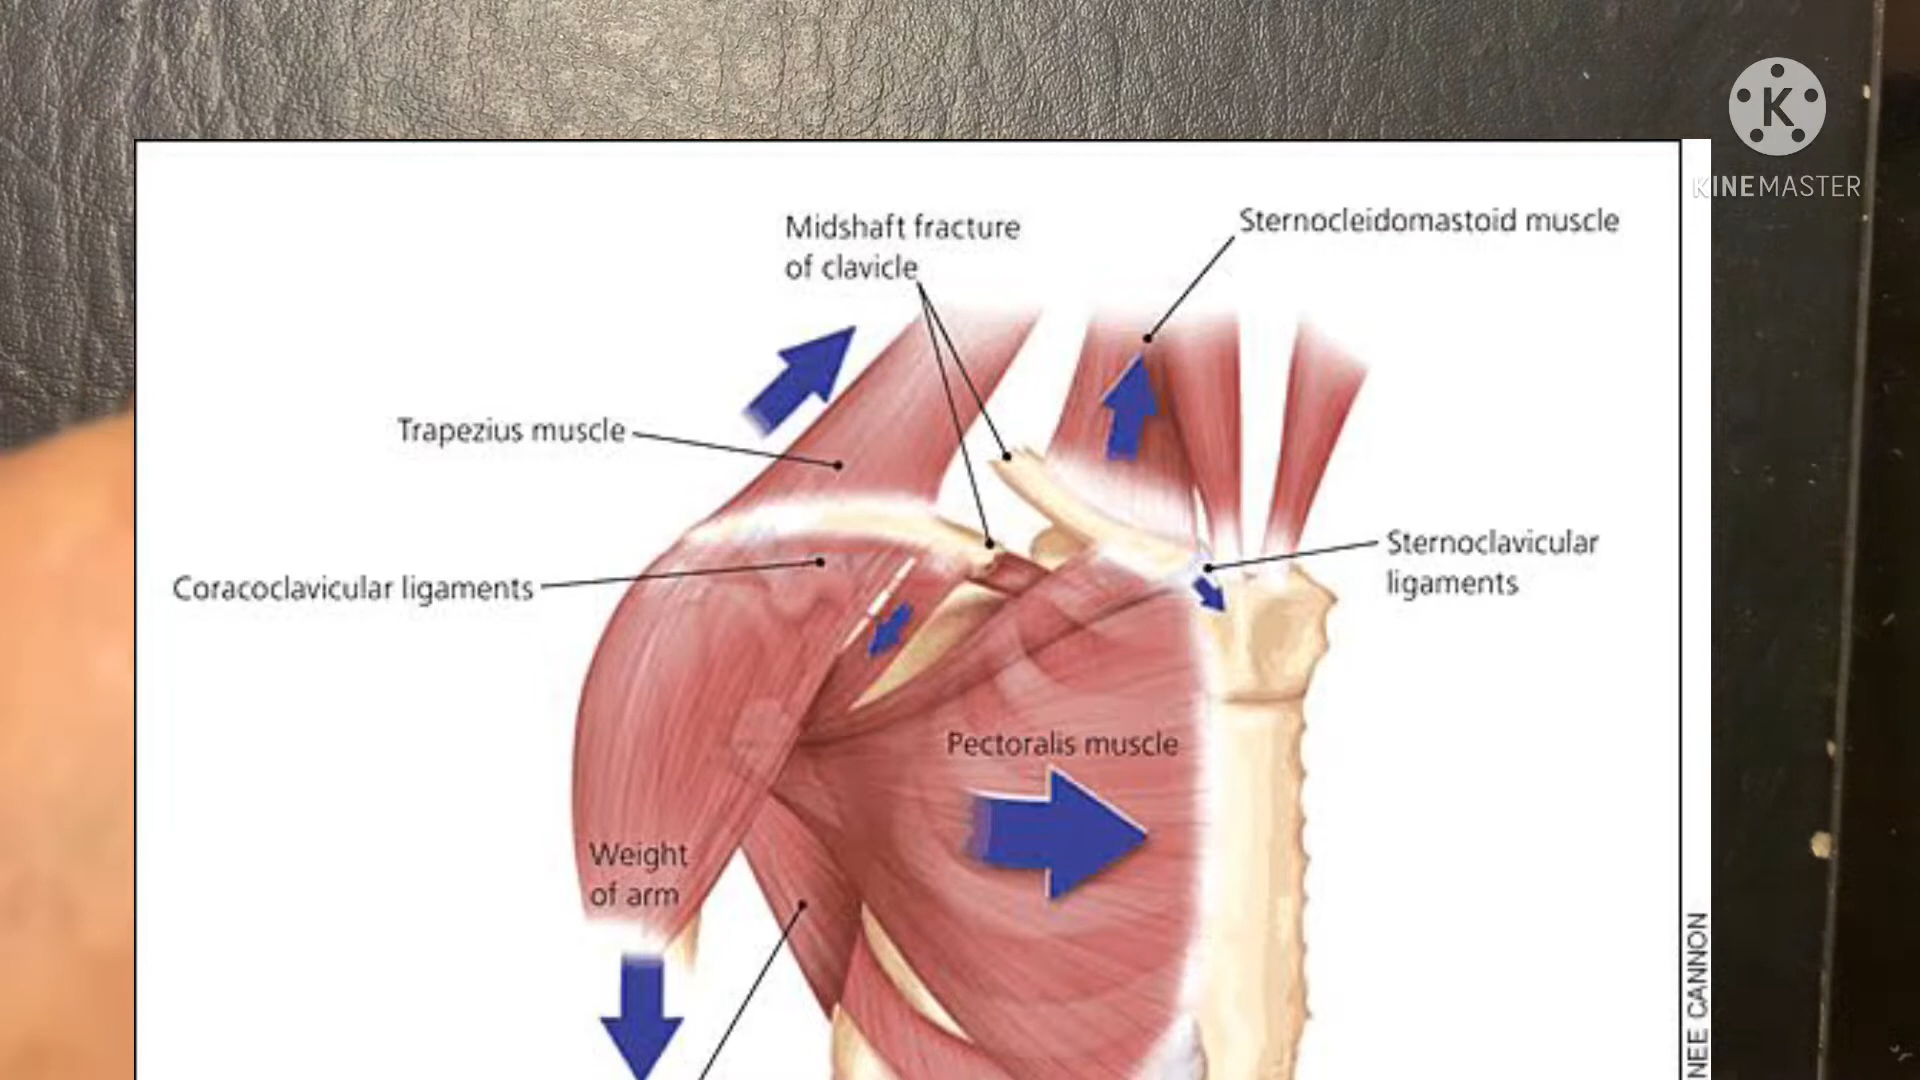 K
KINEMASTER
Midshaft fracture
of clavicle
Sternocleidomastoid muscle
Trapezius muscle
Sternoclavicular
ligaments
Coracoclavicular ligaments
Pectoralis muscle
Weight
of arm
NEE CANNON